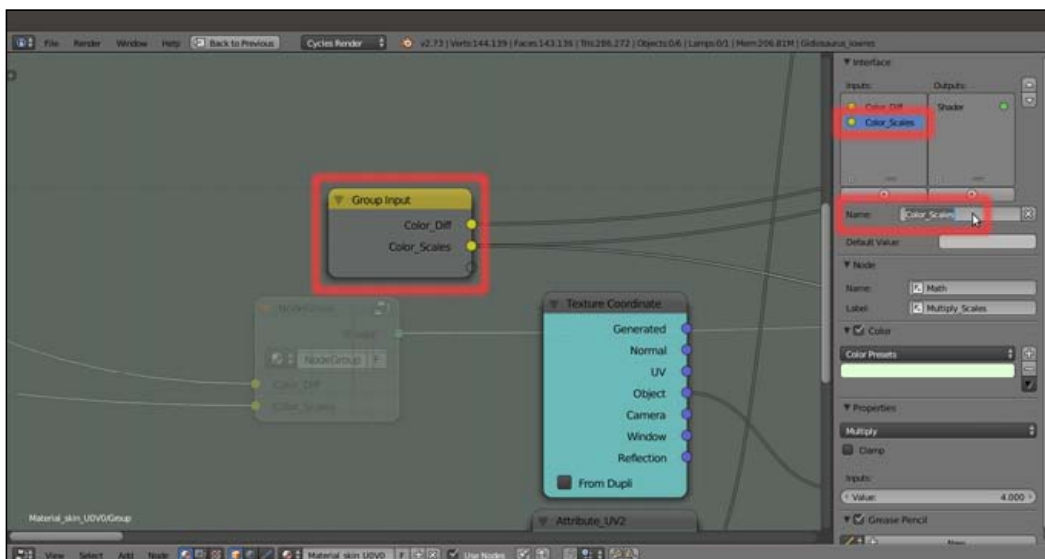 File Render Window Help Back to Previous Cycles Render v2.73 | Verts:144,139 | Faces:143,136 | Tris:286,272 | Objects:0/6 | Lamps:0/1 | Mem:206.81M | Gidiosaurus_lowres
Interface
Inputs: Outputs:
Color_Diff Shader
Color_Scales
Name: Color_Scales
Default Value:
Node
Name: Math
Label: Multiply_Scales
Color
Color Presets
Properties
Multiply
Clamp
Inputs:
Value: 4.000
Grease Pencil
New
Group Input
Color_Diff
Color_Scales
NodeGroup
Shader
NodeGroup F
Color_Diff
Color_Scales
Texture Coordinate
Generated
Normal
UV
Object
Camera
Window
Reflection
From Dupli
Attribute_UV2
Material_skin_U0V0/Group
View Select Add Node Material_skin_U0V0 F Use Nodes